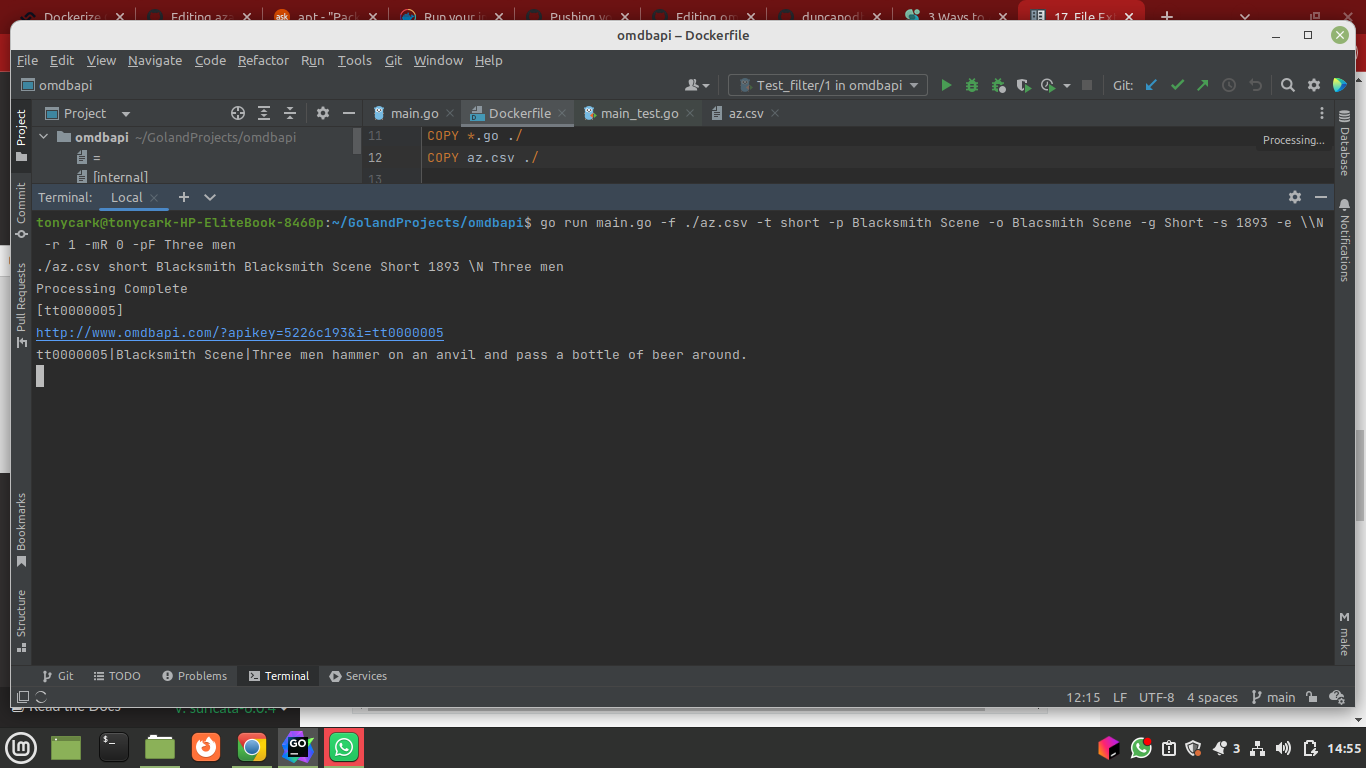 Dockerize
Editing aza
apt - "Pack
Run your i
Pushing yo
Editing om
duncanodl
3 Ways to
17. File Ex
omdbapi – Dockerfile
File Edit View Navigate Code Refactor Run Tools Git Window Help
omdbapi
Test_filter/1 in omdbapi
Git:
Project
main.go
Dockerfile
main_test.go
az.csv
omdbapi ~/GolandProjects/omdbapi
=
[internal]
11 COPY *.go ./
12 COPY az.csv ./
13
Processing...
Project
Commit
Pull Requests
Bookmarks
Structure
Database
Notifications
make
Terminal: Local
tonycark@tonycark-HP-EliteBook-8460p:~/GolandProjects/omdbapi$ go run main.go -f ./az.csv -t short -p Blacksmith Scene -o Blacsmith Scene -g Short -s 1893 -e \\N
-r 1 -mR 0 -pF Three men
./az.csv short Blacksmith Blacksmith Scene Short 1893 \N Three men
Processing Complete
[tt0000005]
http://www.omdbapi.com/?apikey=5226c193&i=tt0000005
tt0000005|Blacksmith Scene|Three men hammer on an anvil and pass a bottle of beer around.
Git TODO Problems Terminal Services
12:15 LF UTF-8 4 spaces main
Read the Docs
v: suricata-6.0.4
GO
3
14:55